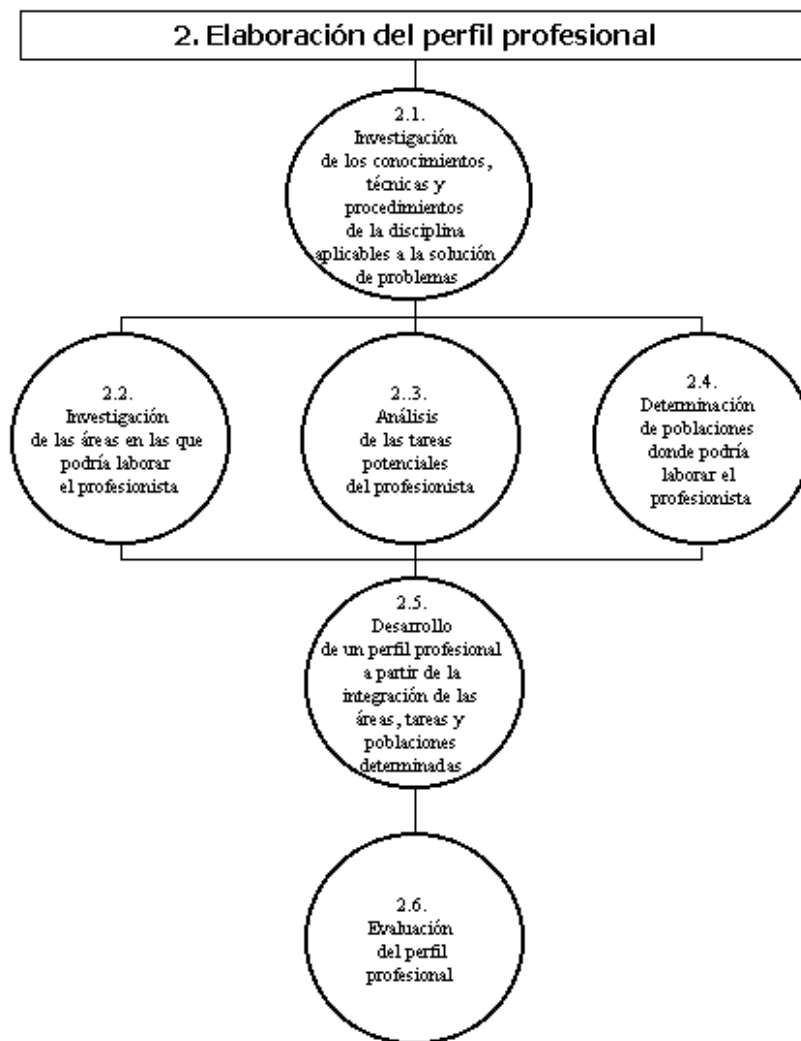 2. Elaboración del perfil profesional
2.1.
Investigación
de los conocimientos,
técnicas y
procedimientos
de la disciplina
aplicables a la solución
de problemas
2.2.
Investigación
de las áreas en las que
podría laborar
el profesionista
2..3.
Análisis
de las tareas
potenciales
del profesionista
2.4.
Determinación
de poblaciones
donde podría
laborar el
profesionista
2.5.
Desarrollo
de un perfil profesional
a partir de la
integración de las
áreas, tareas y
poblaciones
determinadas
2.6.
Evaluación
del perfil
profesional